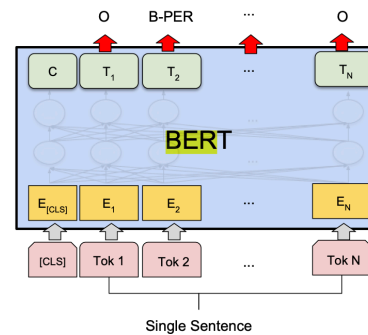 O B-PER ... O
C T1 T2 ... TN
...
BERT
...
E[CLS] E1 E2 ... EN
[CLS] Tok 1 Tok 2 ... Tok N
Single Sentence